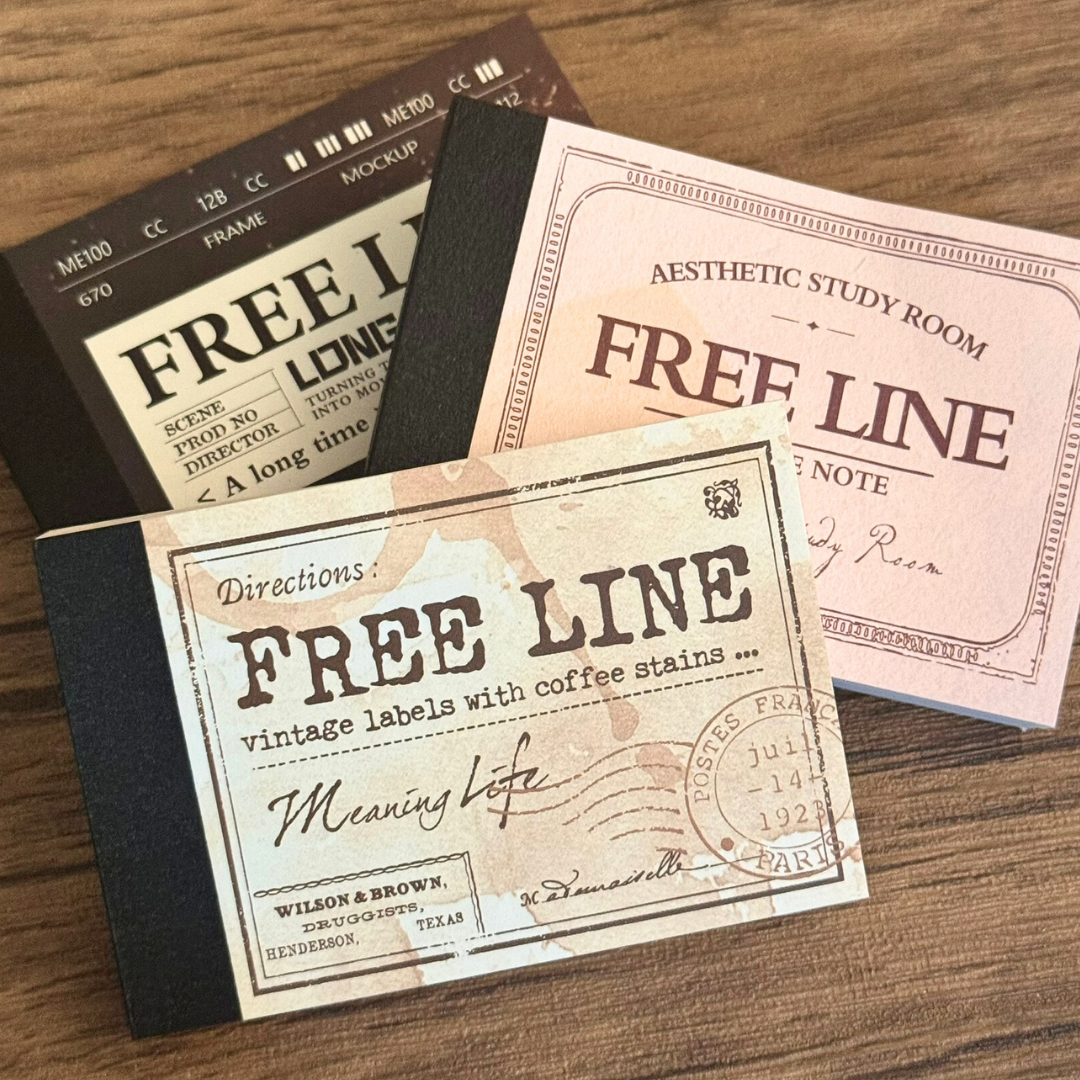 ME100 CC 12B CC ME100 CC
670 FRAME MOCKUP 112
FREE L
LONG
SCENE
PROD NO
DIRECTOR
TURNING
INTO
< A long time
AESTHETIC STUDY ROOM
FREE LINE
NOTE
Room
Directions :
FREE LINE
vintage labels with coffee stains ...
Meaning Life
POSTES FRANCA
juil
-14-
1923
PARIS
WILSON & BROWN,
DRUGGISTS,
HENDERSON, TEXAS
Mademoiselle